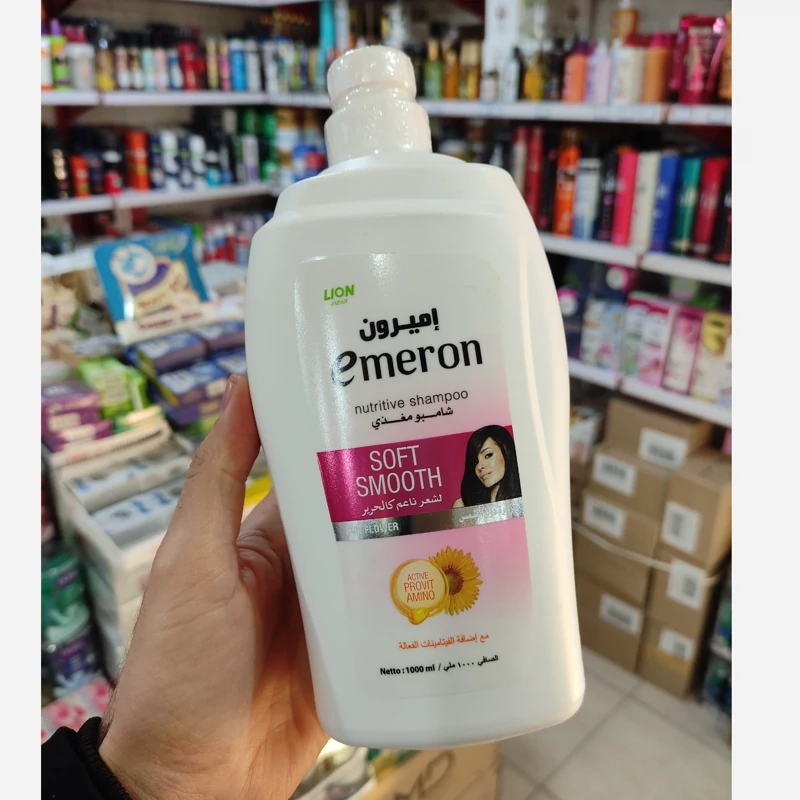 LION
JAPAN
إميرون
emeron
nutritive shampoo
شامبو مغذي
SOFT
SMOOTH
لشعر ناعم كالحرير
FLOWER
ACTIVE
PROVIT
AMINO
مع إضافة الفيتامينات الفعالة
Netto : 1000 ml / الصافي ١٠٠٠ ملي